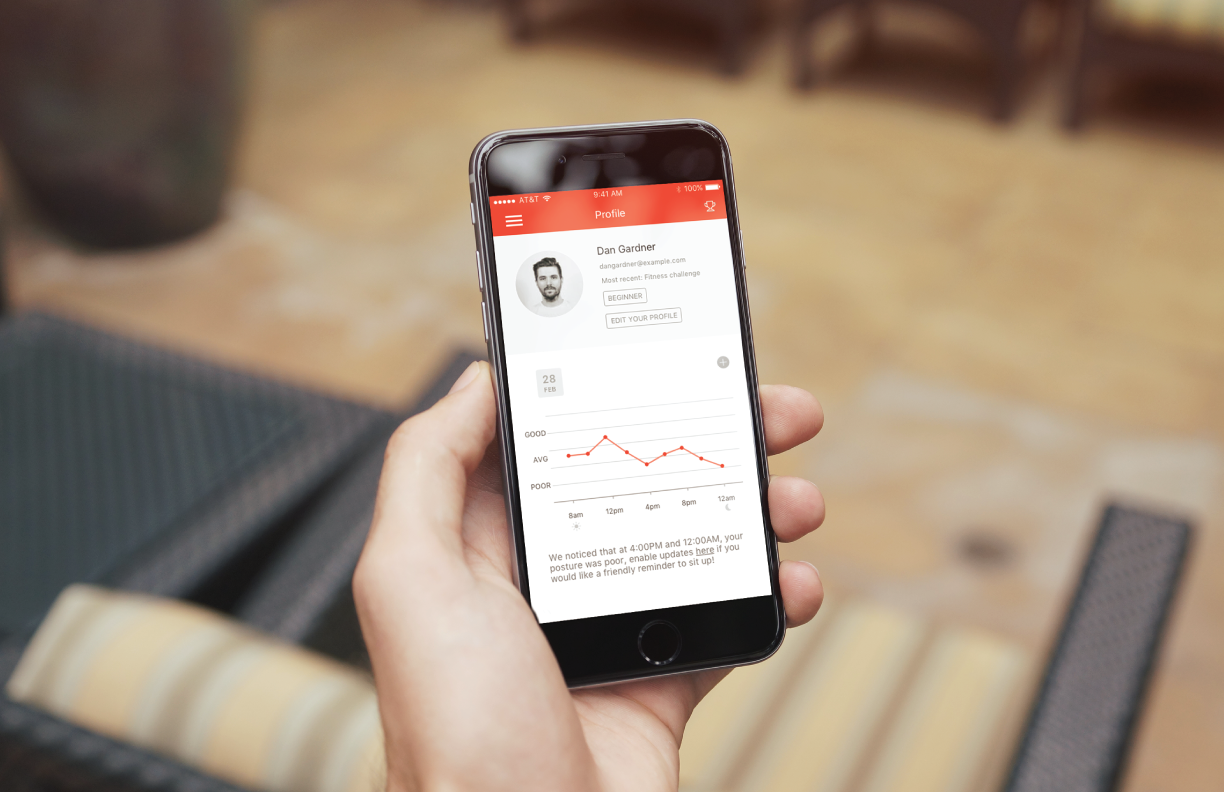 AT&T 9:41 AM 100%
Profile
Dan Gardner
dangardner@example.com
Most recent: Fitness challenge
BEGINNER
EDIT YOUR PROFILE
28
FEB
GOOD
AVG
POOR
8am 12pm 4pm 8pm 12am
We noticed that at 4:00PM and 12:00AM, your
posture was poor, enable updates here if you
would like a friendly reminder to sit up!